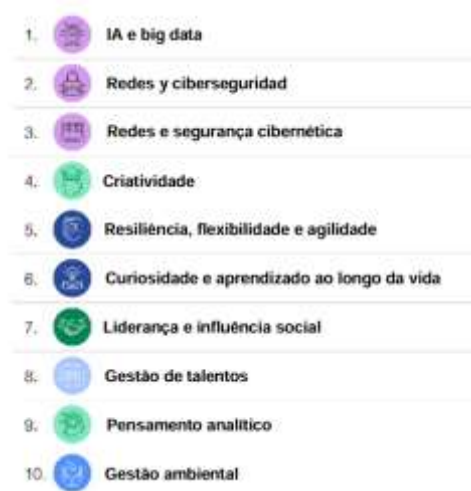 1. IA e big data
2. Redes y ciberseguridad
3. Redes e segurança cibernética
4. Criatividade
5. Resiliência, flexibilidade e agilidade
6. Curiosidade e aprendizado ao longo da vida
7. Liderança e influência social
8. Gestão de talentos
9. Pensamento analítico
10. Gestão ambiental